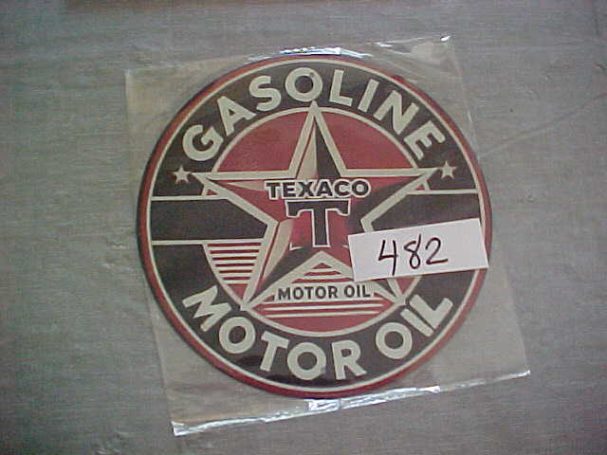 GASOLINE
TEXACO
T
482
MOTOR OIL
MOTOR OIL